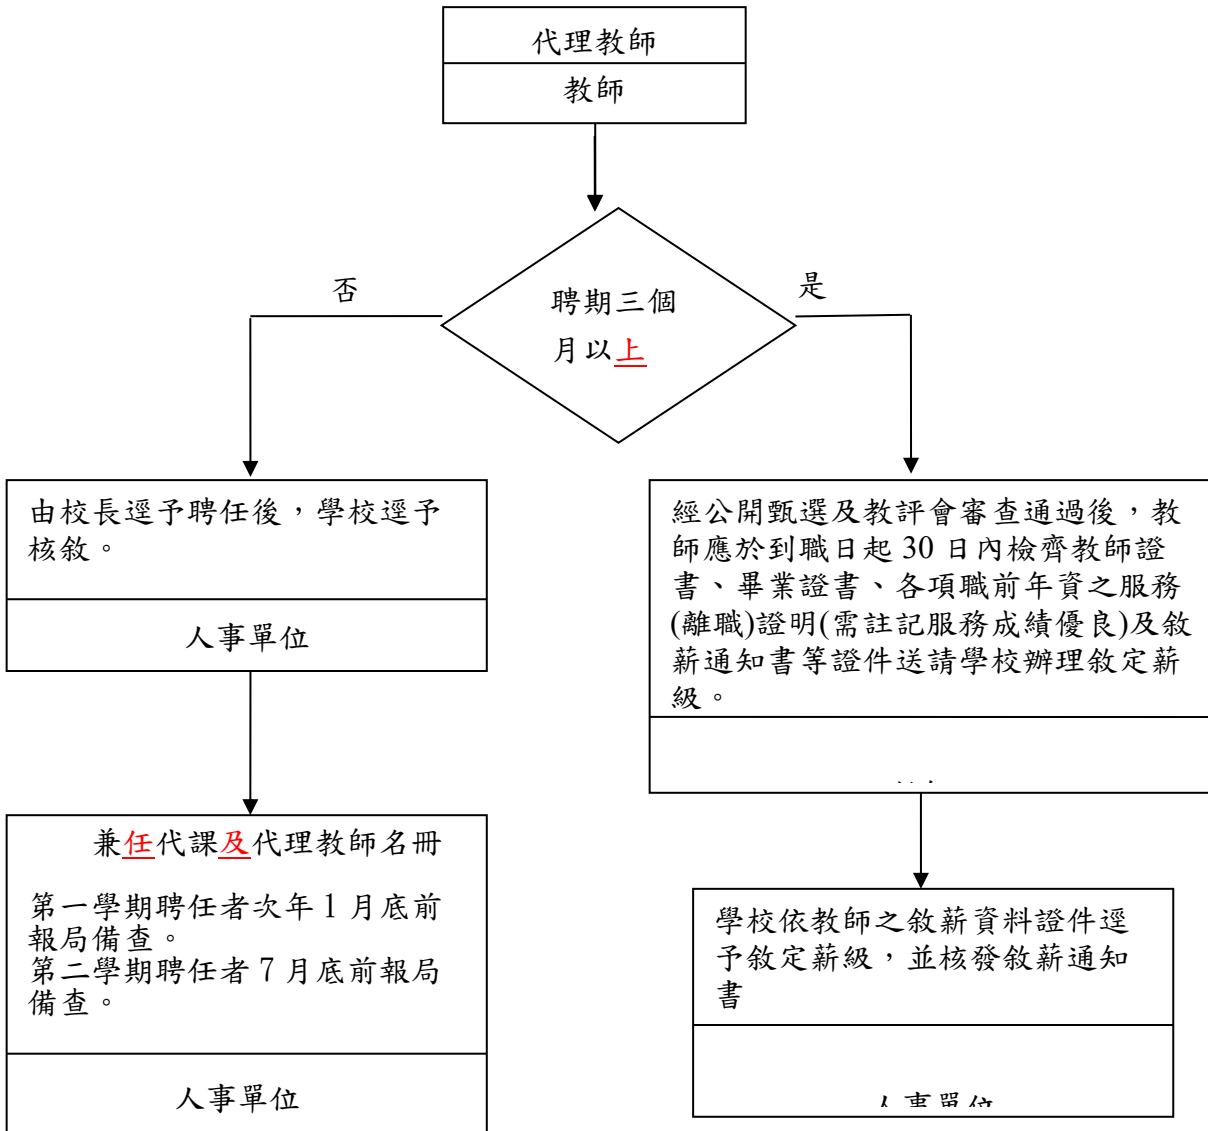 代理教師
教師
否
是
聘期三個
月以上
由校長逕予聘任後，學校逕予
核敘。
人事單位
經公開甄選及教評會審查通過後，教
師應於到職日起 30 日內檢齊教師證
書、畢業證書、各項職前年資之服務
(離職)證明(需註記服務成績優良)及敘
薪通知書等證件送請學校辦理敘定薪
級。
兼任代課及代理教師名冊
第一學期聘任者次年 1 月底前
報局備查。
第二學期聘任者 7 月底前報局
備查。
人事單位
學校依教師之敘薪資料證件逕
予敘定薪級，並核發敘薪通知
書
人事單位